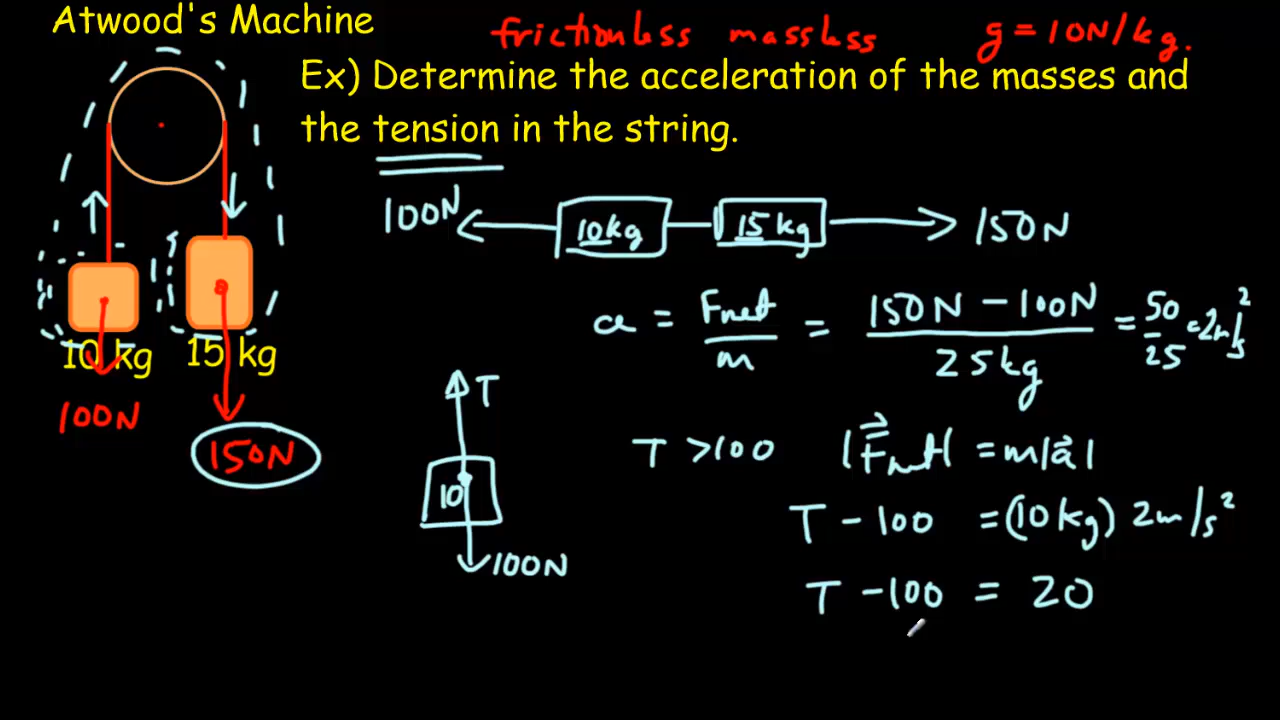 Atwood's Machine
frictionless massless g = 10N/kg.
Ex) Determine the acceleration of the masses and
the tension in the string.
100N 10kg 15kg 150N
a = Fnet/m = 150N - 100N/25kg = 50/25 = 2m/s²
10 kg 15 kg
100N
150N
T
10
100N
T >100 |F⃗net| = m|a⃗|
T - 100 = (10kg) 2m/s²
T - 100 = 20